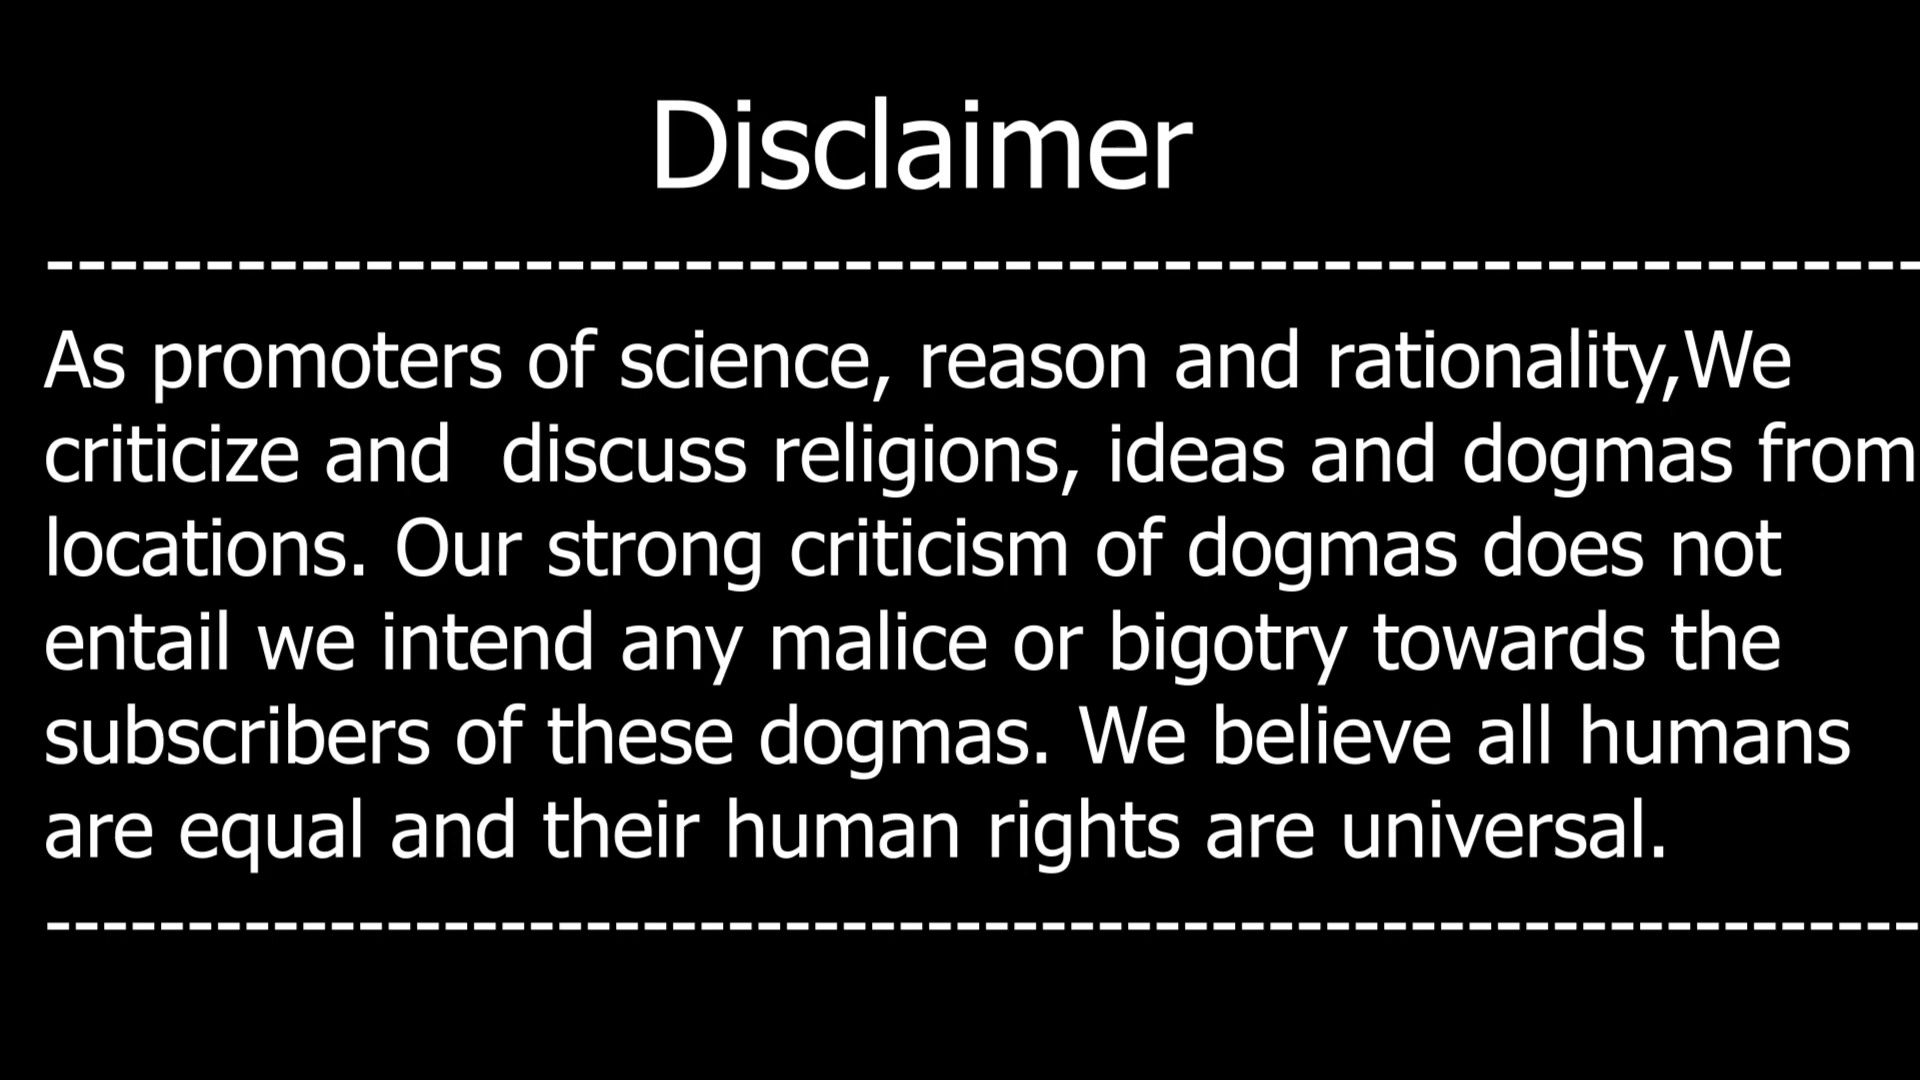 Disclaimer
---------------------------------------------------------------
As promoters of science, reason and rationality,We
criticize and  discuss religions, ideas and dogmas from
locations. Our strong criticism of dogmas does not
entail we intend any malice or bigotry towards the
subscribers of these dogmas. We believe all humans
are equal and their human rights are universal.
---------------------------------------------------------------